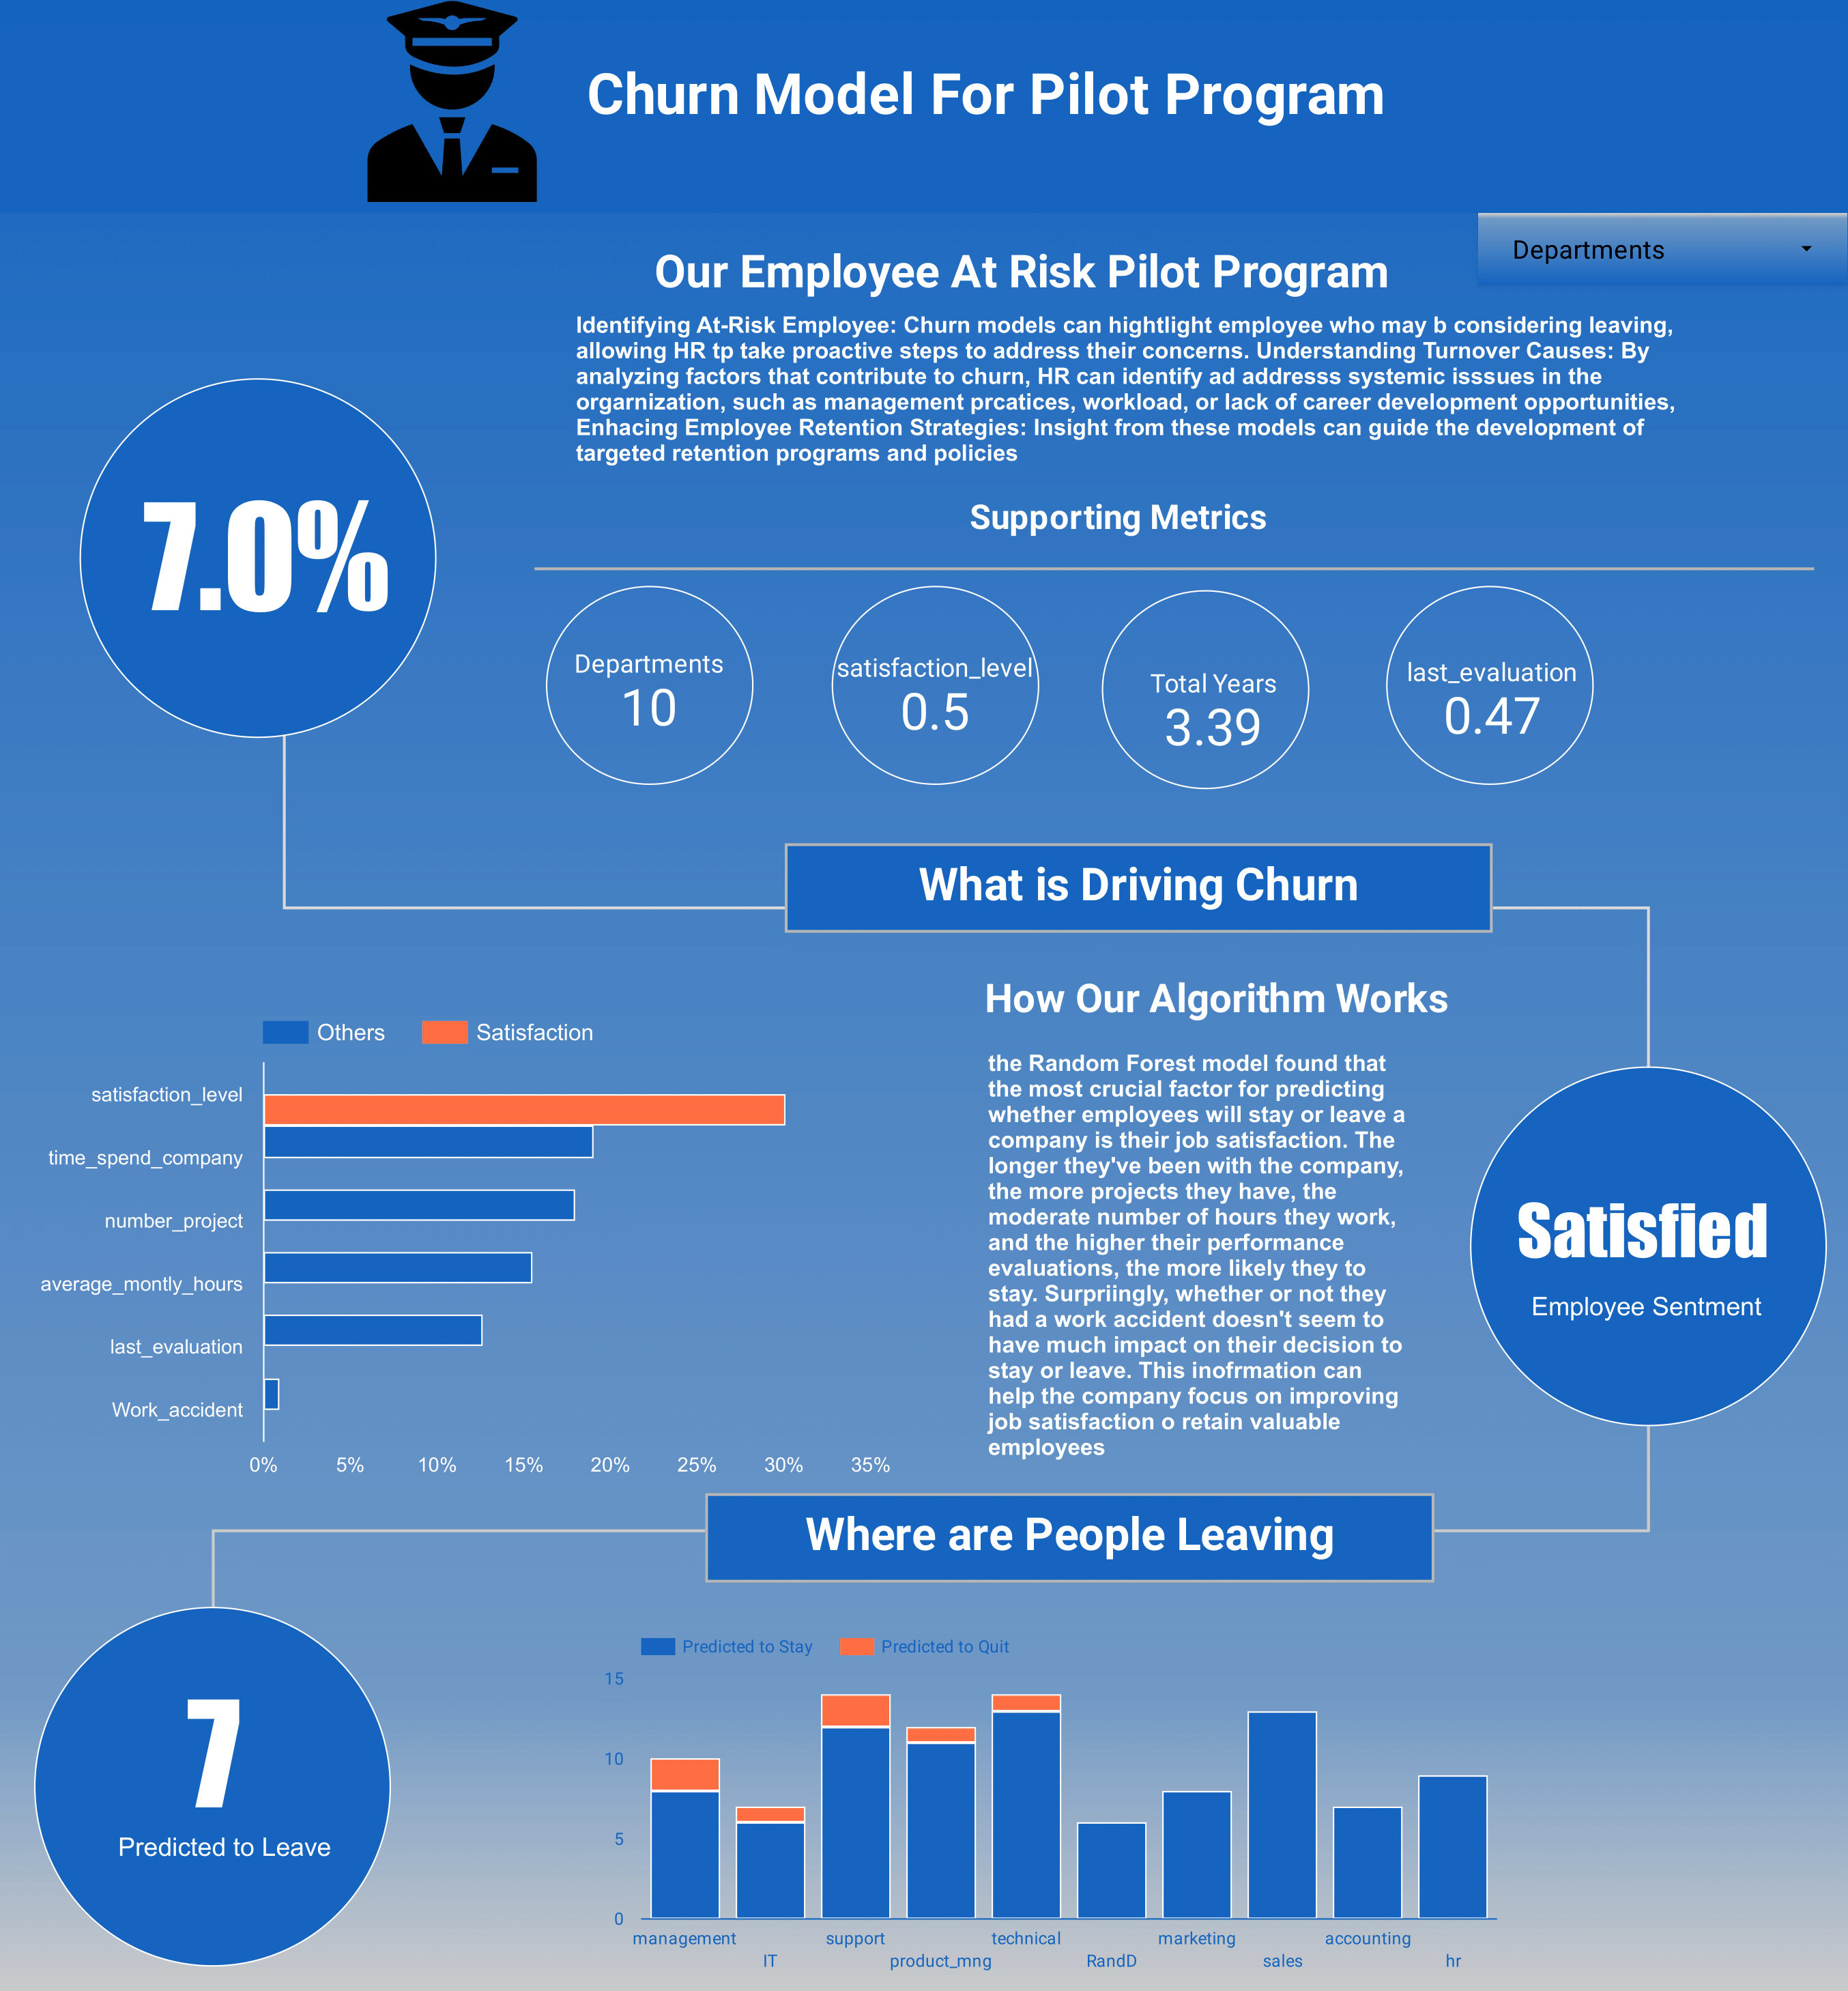 Churn Model For Pilot Program
Departments
Our Employee At Risk Pilot Program
Identifying At-Risk Employee: Churn models can hightlight employee who may b considering leaving,
allowing HR tp take proactive steps to address their concerns. Understanding Turnover Causes: By
analyzing factors that contribute to churn, HR can identify ad addresss systemic isssues in the
orgarnization, such as management prcatices, workload, or lack of career development opportunities,
Enhacing Employee Retention Strategies: Insight from these models can guide the development of
targeted retention programs and policies
7.0%
Supporting Metrics
Departments
10
satisfaction_level
0.5
Total Years
3.39
last_evaluation
0.47
What is Driving Churn
Others
Satisfaction
satisfaction_level
time_spend_company
number_project
average_montly_hours
last_evaluation
Work_accident
0% 5% 10% 15% 20% 25% 30% 35%
How Our Algorithm Works
the Random Forest model found that
the most crucial factor for predicting
whether employees will stay or leave a
company is their job satisfaction. The
longer they've been with the company,
the more projects they have, the
moderate number of hours they work,
and the higher their performance
evaluations, the more likely they to
stay. Surpriingly, whether or not they
had a work accident doesn't seem to
have much impact on their decision to
stay or leave. This inofrmation can
help the company focus on improving
job satisfaction o retain valuable
employees
Satisfied
Employee Sentment
Where are People Leaving
7
Predicted to Leave
Predicted to Stay
Predicted to Quit
15
10
5
0
management
IT
support
product_mng
technical
RandD
marketing
sales
accounting
hr